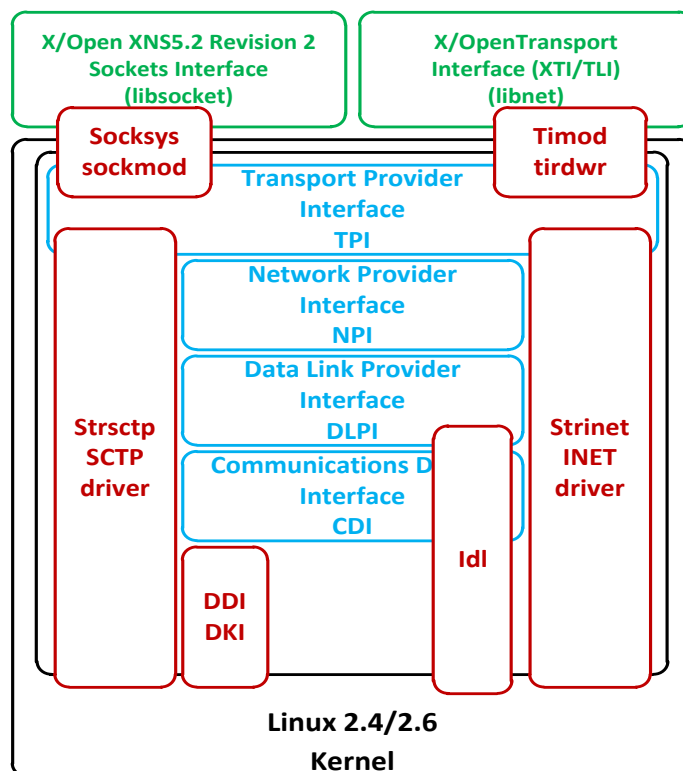 X/Open XNS5.2 Revision 2
Sockets Interface
(libsocket)
X/OpenTransport
Interface (XTI/TLI)
(libnet)
Socksys
sockmod
Timod
tirdwr
Transport Provider
Interface
TPI
Network Provider
Interface
NPI
Data Link Provider
Interface
DLPI
Communications D
Interface
CDI
Strsctp
SCTP
driver
Strinet
INET
driver
Idl
DDI
DKI
Linux 2.4/2.6
Kernel